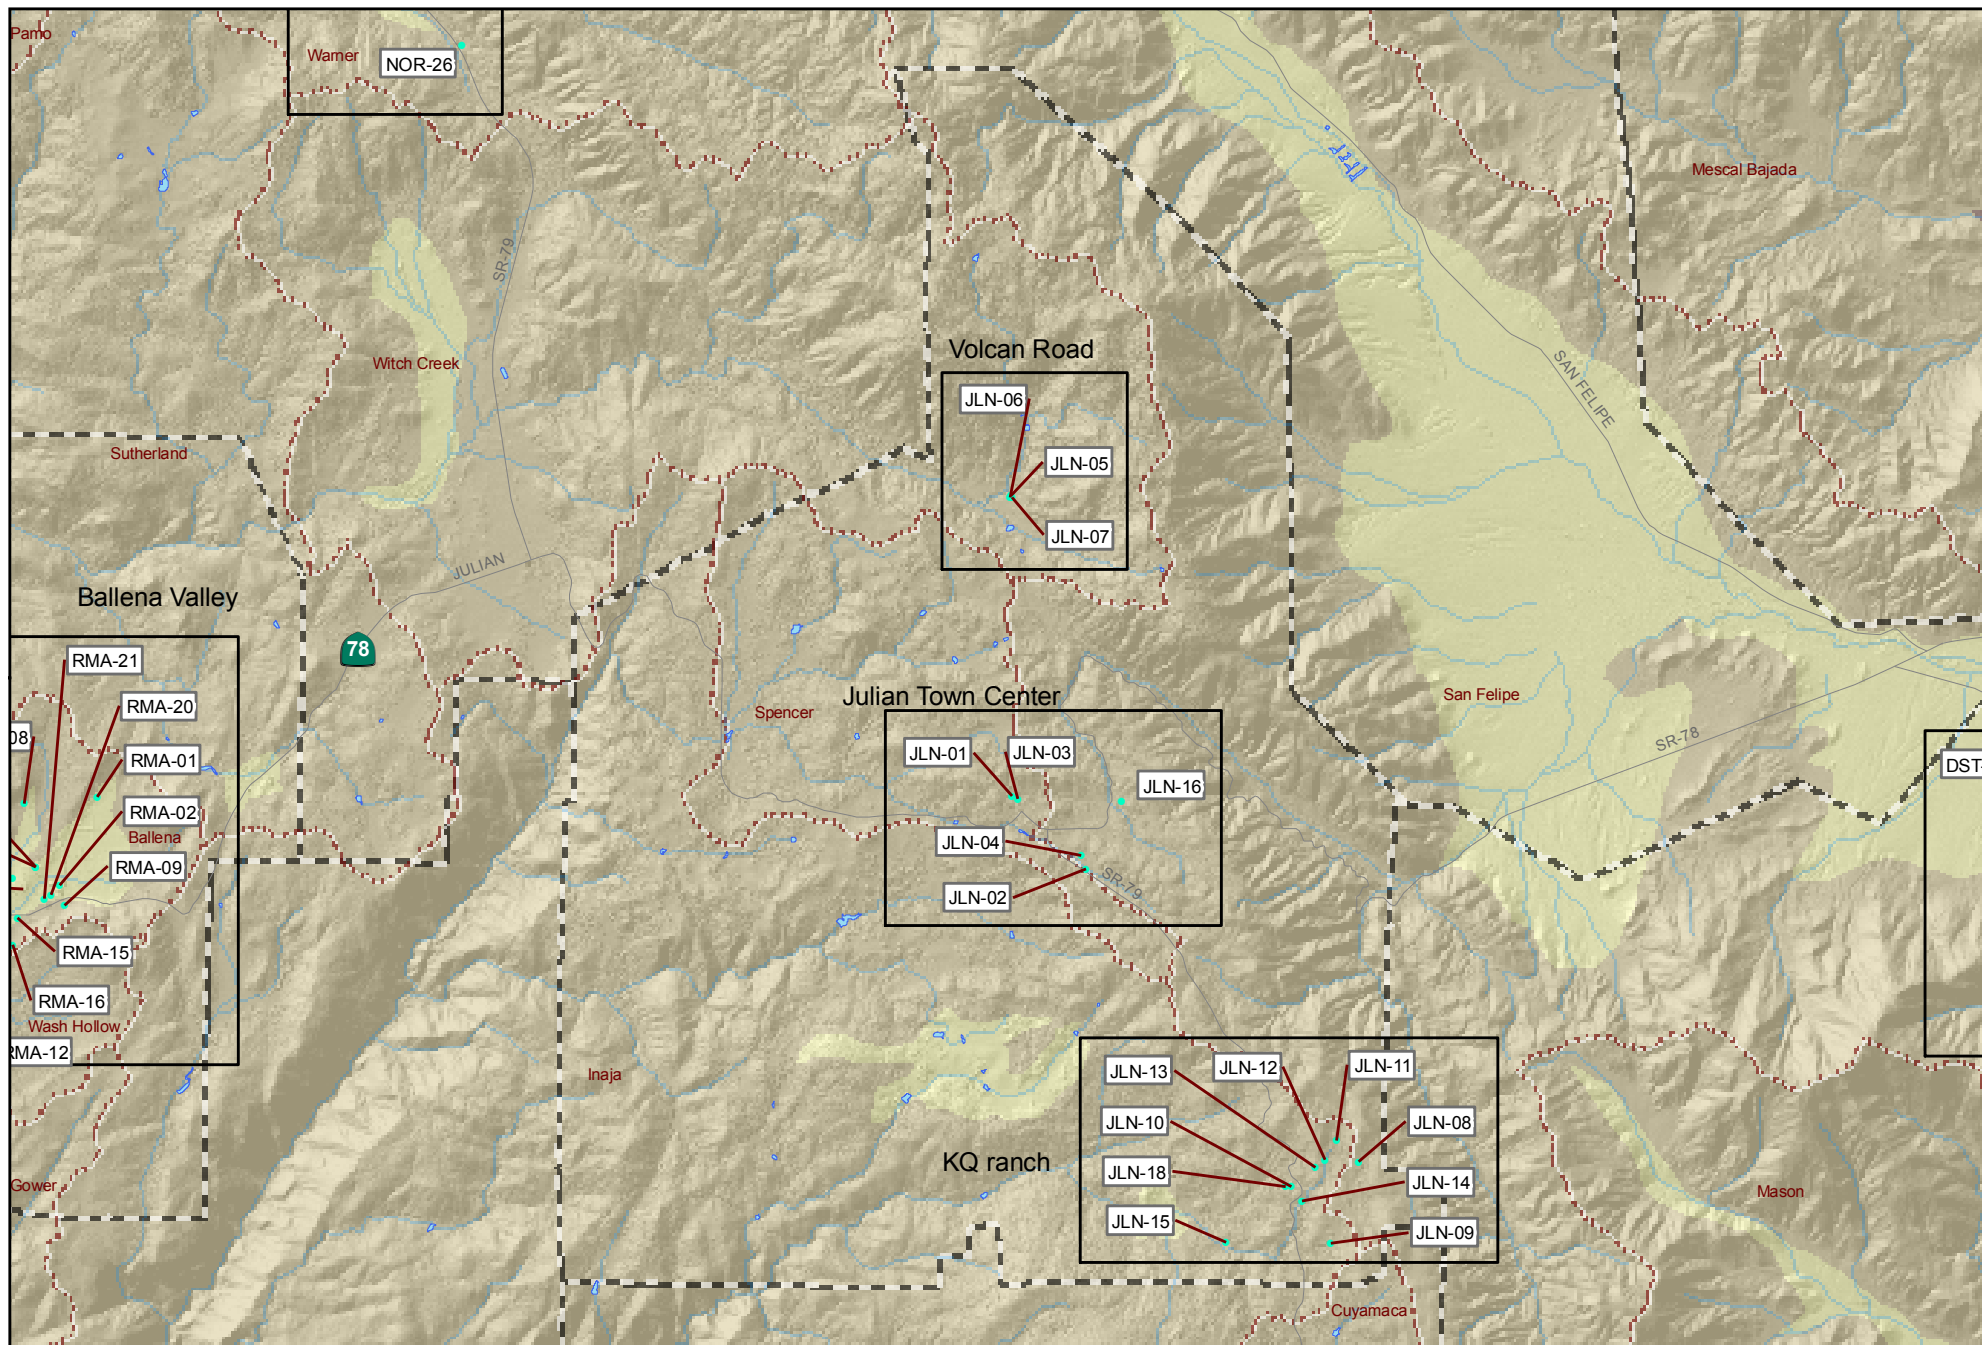 Pamo
Warner
NOR-26
Mescal Bajada
SR-79
Volcan Road
Witch Creek
SAN FELIPE
JLN-06
Sutherland
JLN-05
JLN-07
JULIAN
Ballena Valley
78
RMA-21
Julian Town Center
San Felipe
RMA-20
Spencer
08
SR-78
JLN-01
JLN-03
RMA-01
DST-
JLN-16
RMA-02
Ballena
JLN-04
RMA-09
SR-79
JLN-02
RMA-15
RMA-16
Wash Hollow
RMA-12
Inaja
JLN-13
JLN-12
JLN-11
JLN-10
JLN-08
KQ ranch
JLN-18
JLN-14
Gower
Mason
JLN-15
JLN-09
Cuyamaca